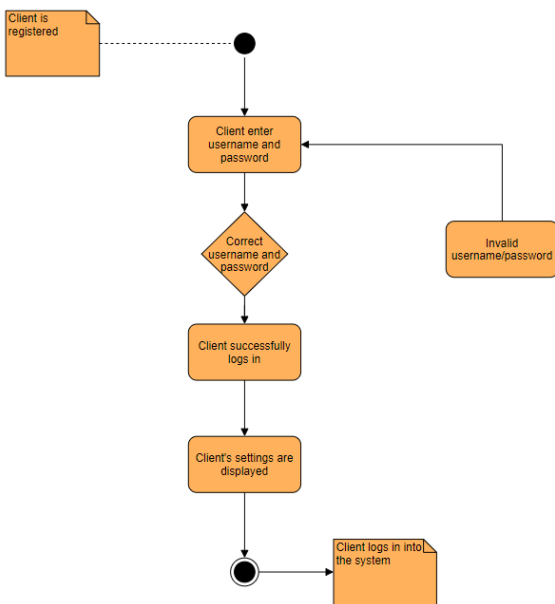 Client is
registered
Client enter
username and
password
Correct
username and
password
Invalid
username/password
Client successfully
logs in
Client's settings are
displayed
Client logs in into
the system